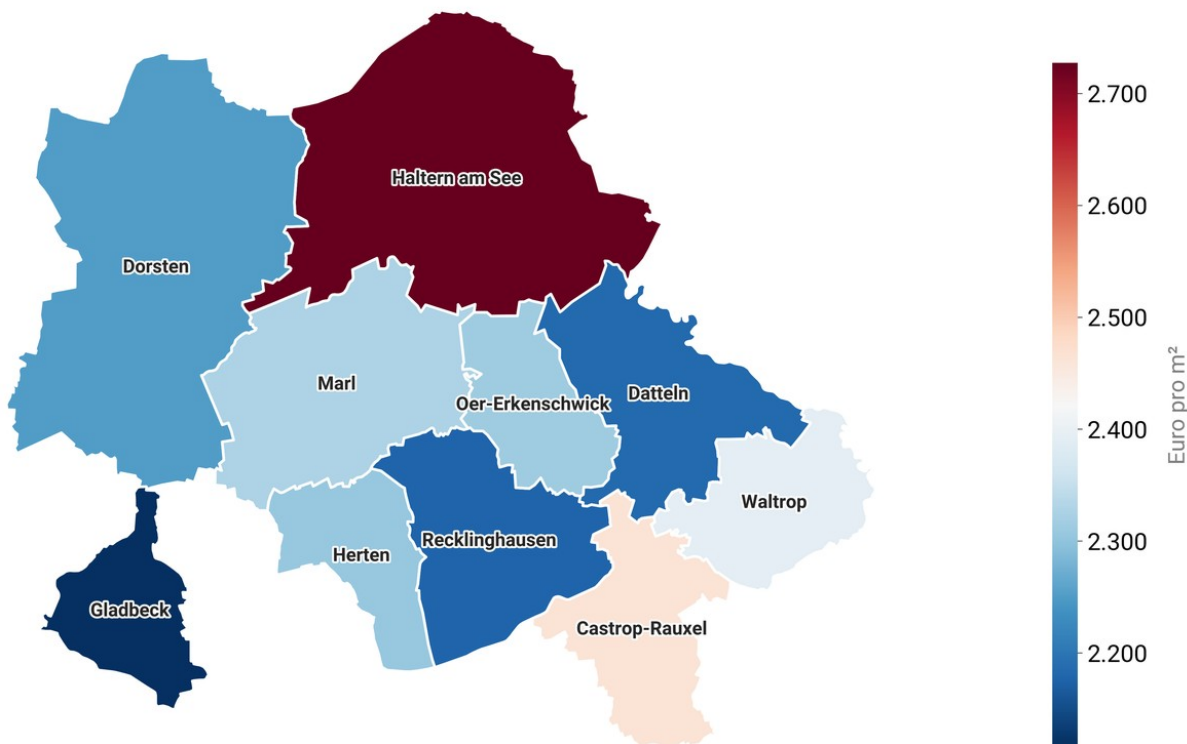 Haltern am See
Dorsten
Marl
Oer-Erkenschwick
Datteln
Waltrop
Recklinghausen
Herten
Gladbeck
Castrop-Rauxel
2.700
2.600
2.500
2.400
2.300
2.200
Euro pro m²